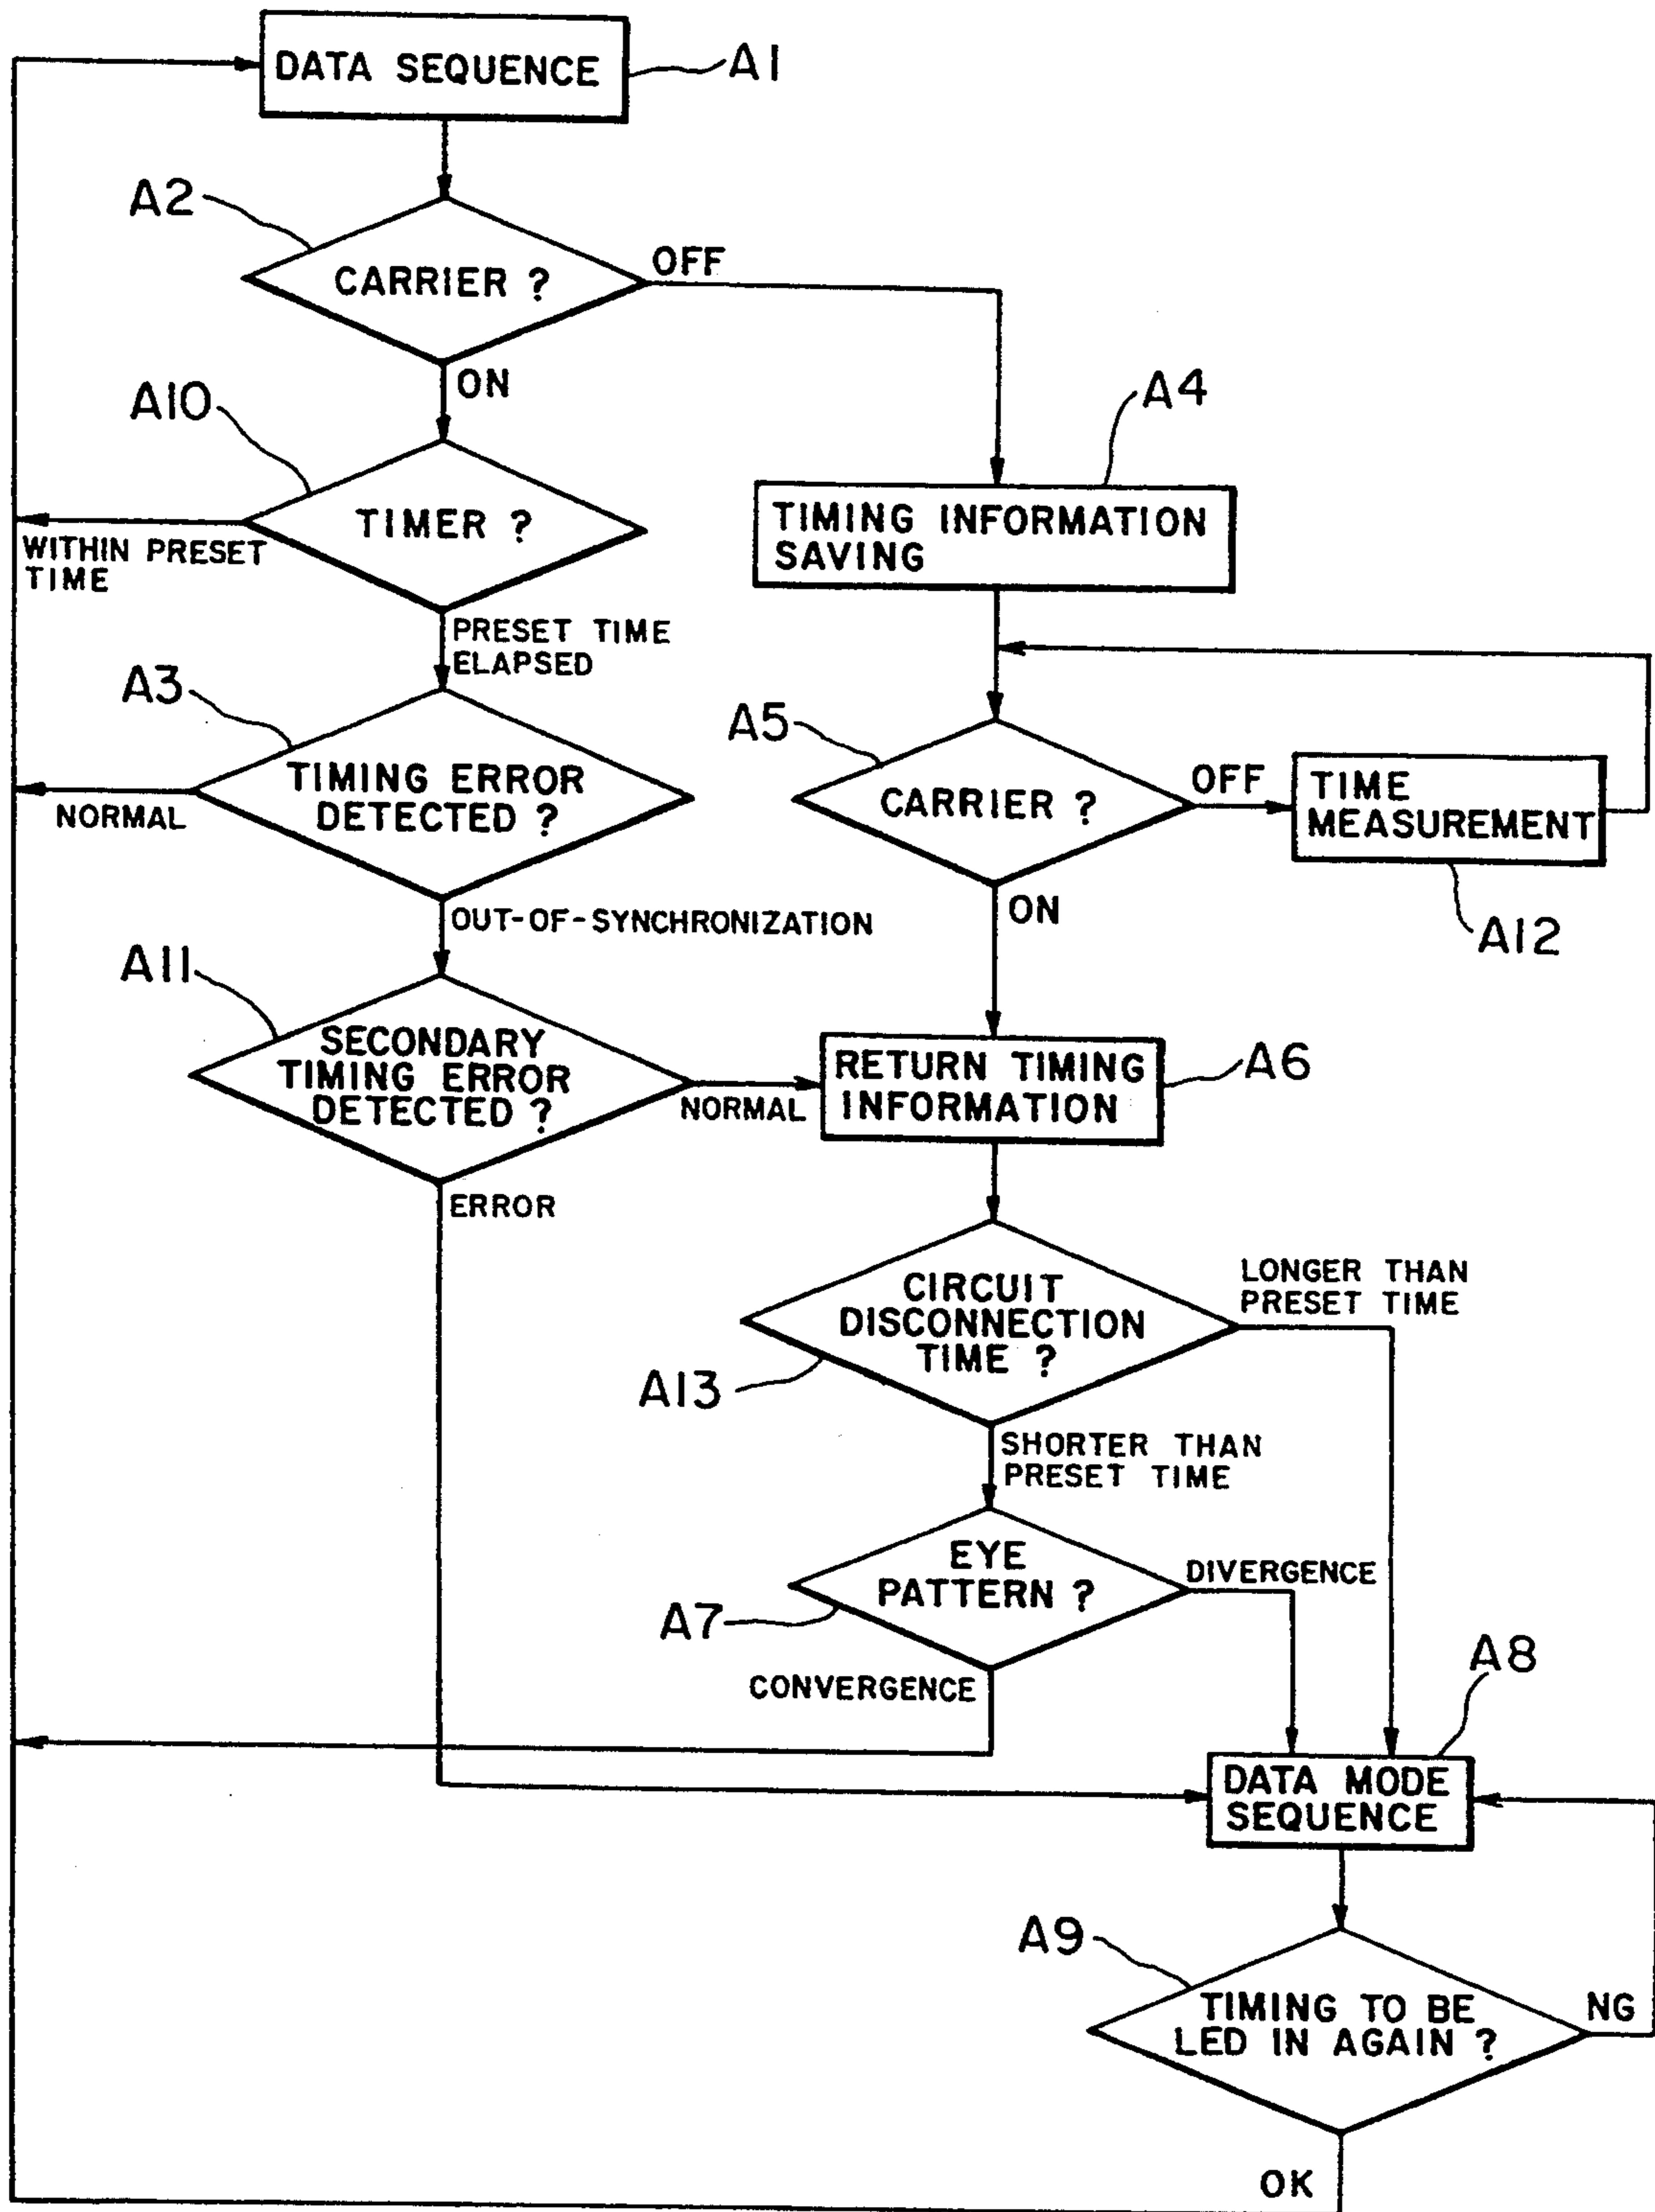 DATA SEQUENCE
A1
A2
CARRIER ?
OFF
ON
A10
A4
TIMER ?
WITHIN PRESET
TIME
TIMING INFORMATION
SAVING
PRESET TIME
ELAPSED
A3
A5
TIMING ERROR
DETECTED ?
NORMAL
CARRIER ?
OFF
TIME
MEASUREMENT
OUT-OF-SYNCHRONIZATION
ON
A12
A11
SECONDARY
TIMING ERROR
DETECTED ?
NORMAL
RETURN TIMING
INFORMATION
A6
ERROR
CIRCUIT
DISCONNECTION
TIME ?
LONGER THAN
PRESET TIME
A13
SHORTER THAN
PRESET TIME
EYE
PATTERN ?
DIVERGENCE
A7
CONVERGENCE
A8
DATA MODE
SEQUENCE
A9
TIMING TO BE
LED IN AGAIN ?
NG
OK